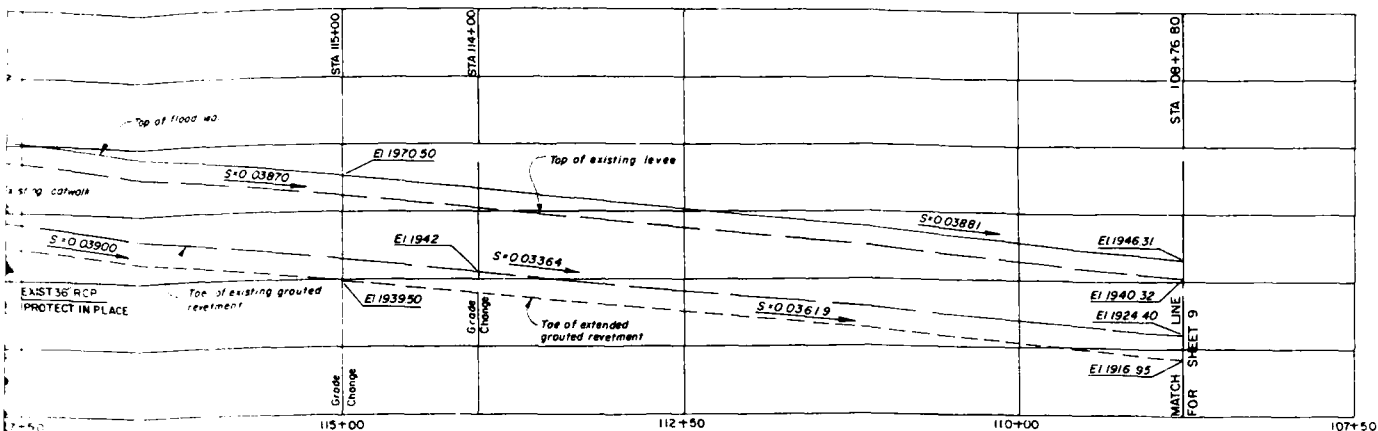 STA 115+00
STA 114+00
STA 108+76 80
Top of flood wa
El 1970.50
Top of existing levee
S=0 03870
catwalk
S=0.03881
El 1946.31
S=0.03900
El 1942
S=0.03364
EXIST 36" RCP
PROTECT IN PLACE
Toe of existing grouted
revetment
El 1939.50
Grade
Change
Toe of extended
grouted revetment
S=0.03619
El 1940.32
El 1924.40
El 1916.95
Grade
Change
MATCH LINE
FOR SHEET 9
115+00
112+50
110+00
107+50